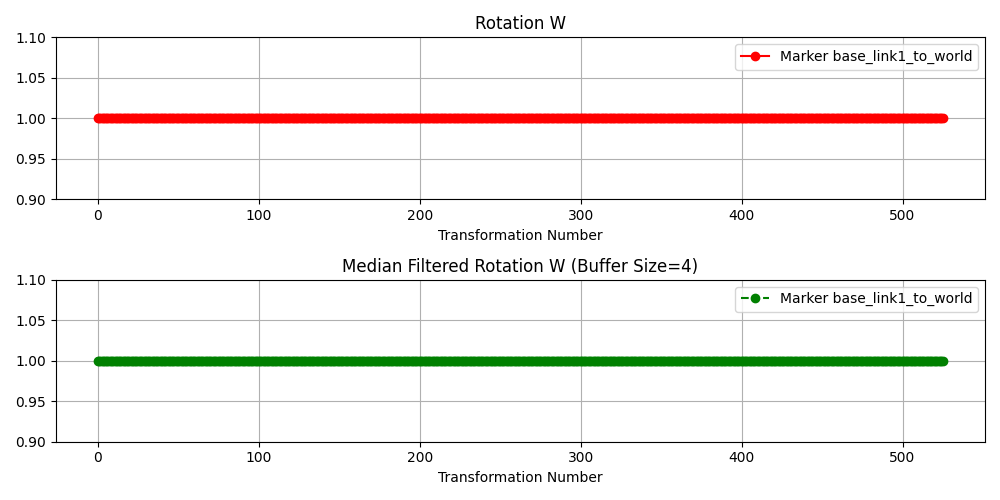 Rotation W
1.10
1.05
1.00
0.95
0.90
Marker base_link1_to_world
0 100 200 300 400 500
Transformation Number
Median Filtered Rotation W (Buffer Size=4)
1.10
1.05
1.00
0.95
0.90
Marker base_link1_to_world
0 100 200 300 400 500
Transformation Number